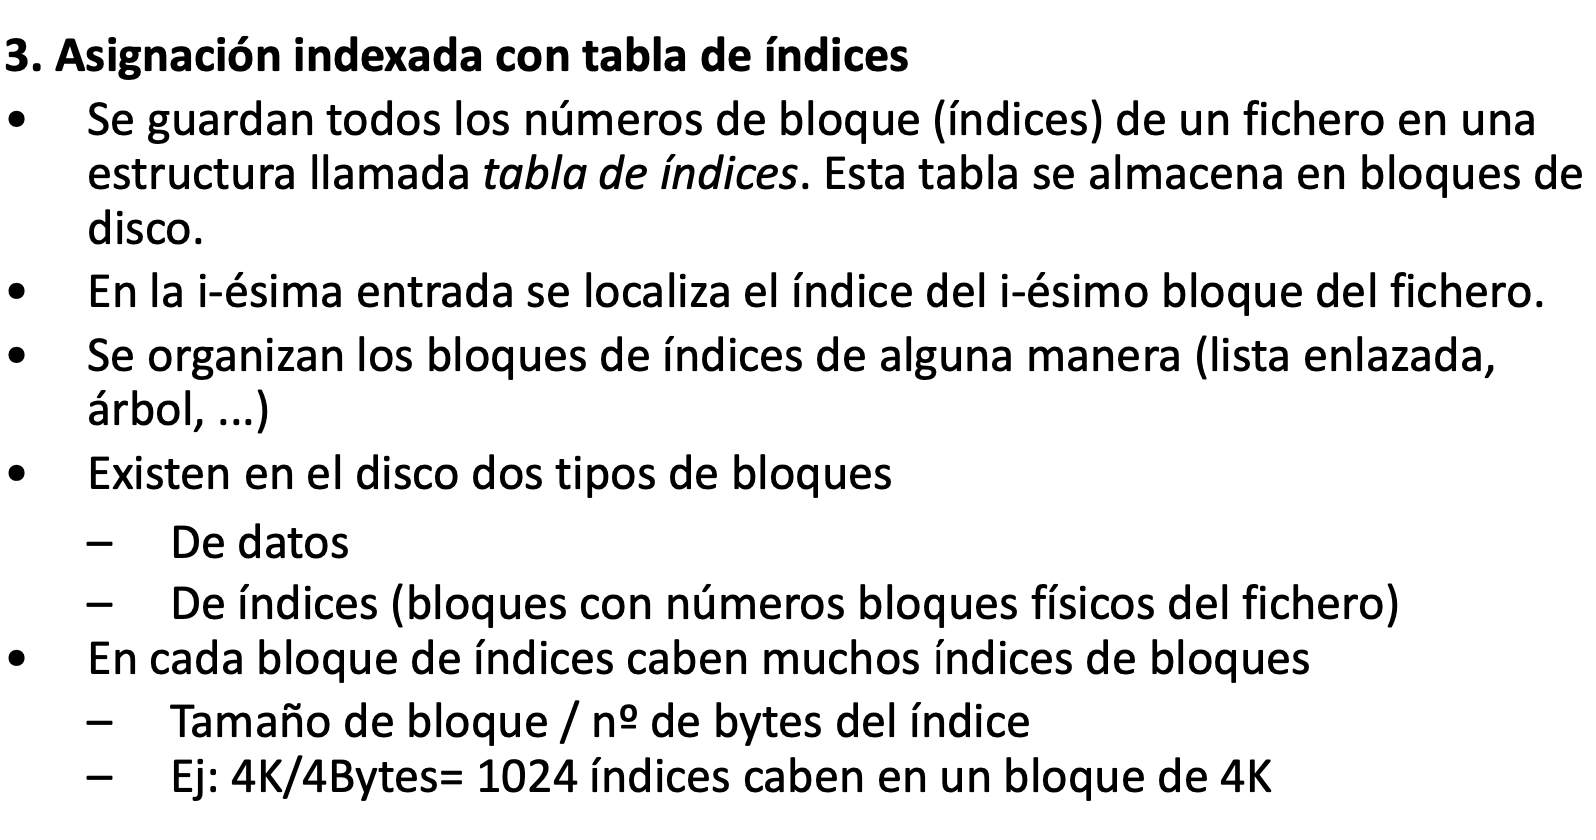 3. Asignación indexada con tabla de índices
• Se guardan todos los números de bloque (índices) de un fichero en una
estructura llamada tabla de índices. Esta tabla se almacena en bloques de
disco.
• En la i-ésima entrada se localiza el índice del i-ésimo bloque del fichero.
• Se organizan los bloques de índices de alguna manera (lista enlazada,
árbol, ...)
• Existen en el disco dos tipos de bloques
– De datos
– De índices (bloques con números bloques físicos del fichero)
• En cada bloque de índices caben muchos índices de bloques
– Tamaño de bloque / nº de bytes del índice
– Ej: 4K/4Bytes= 1024 índices caben en un bloque de 4K